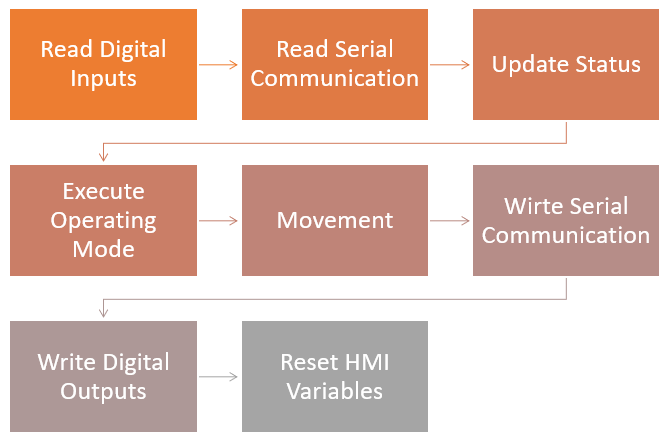 Read Digital
Inputs
Read Serial
Communication
Update Status
Execute
Operating
Mode
Movement
Wirte Serial
Communication
Write Digital
Outputs
Reset HMI
Variables